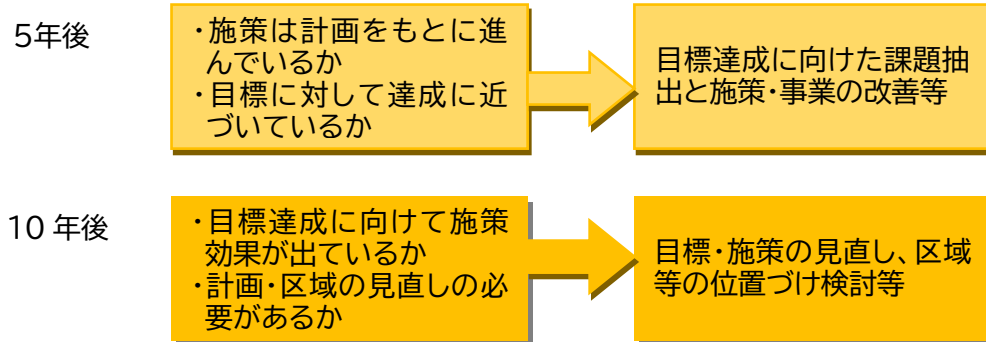 5年後
・施策は計画をもとに進
んでいるか
・目標に対して達成に近
づいているか
目標達成に向けた課題抽
出と施策・事業の改善等
10 年後
・目標達成に向けて施策
効果が出ているか
・計画・区域の見直しの必
要があるか
目標・施策の見直し、区域
等の位置づけ検討等